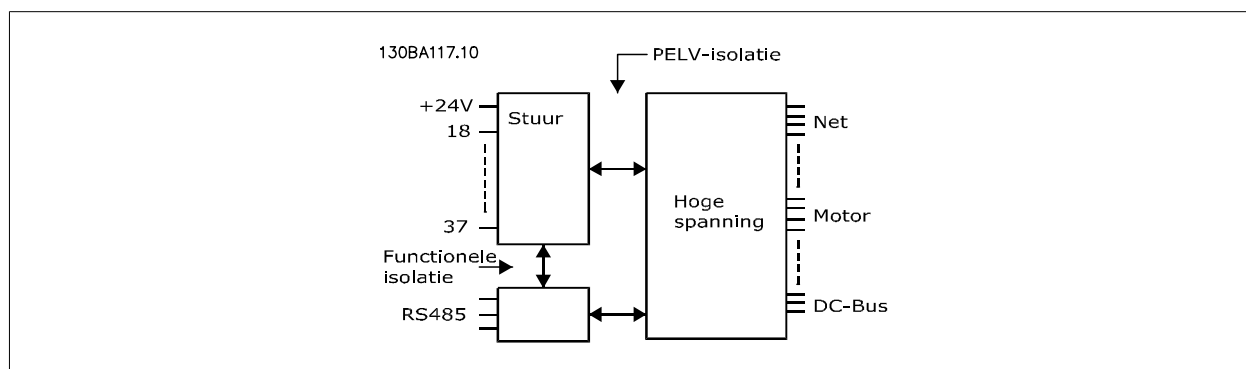 130BA117.10
PELV-isolatie
+24V
Stuur
18
37
Hoge
spanning
Net
Motor
DC-Bus
Functionele
isolatie
RS485